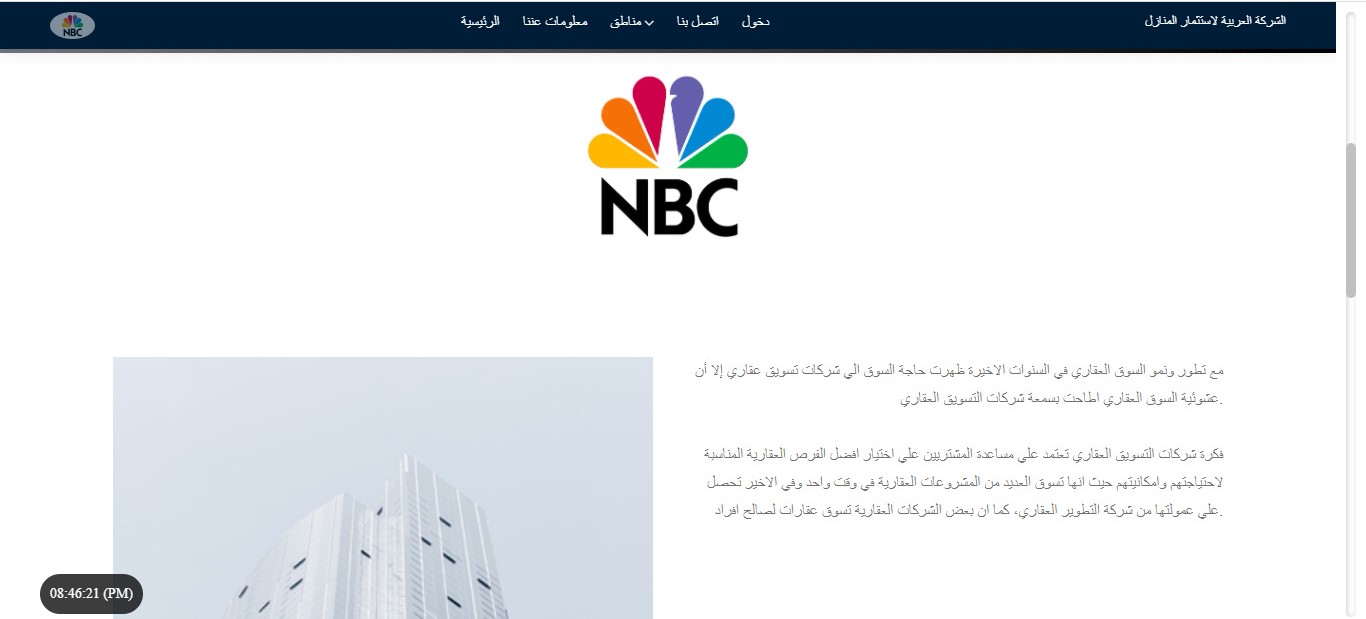 الشركة العربية لاستثمار المنازل
دخول
اتصل بنا
مناطق
معلومات عننا
الرئيسية
NBC
NBC
مع تطور ونمو السوق العقاري في السنوات الاخيرة ظهرت حاجة السوق الي شركات تسويق عقاري إلا أن
.عشوئية السوق العقاري اطاحت بسمعة شركات التسويق العقاري
فكرة شركات التسويق العقاري تعتمد علي مساعدة المشتريين علي اختيار افضل الفرص العقارية المناسبة
لاحتياجتهم وامكانيتهم حيث انها تسوق العديد من المشروعات العقارية في وقت واحد وفي الاخير تحصل
.علي عمولتها من شركة التطوير العقاري، كما ان بعض الشركات العقارية تسوق عقارات لصالح افراد
08:46:21 (PM)